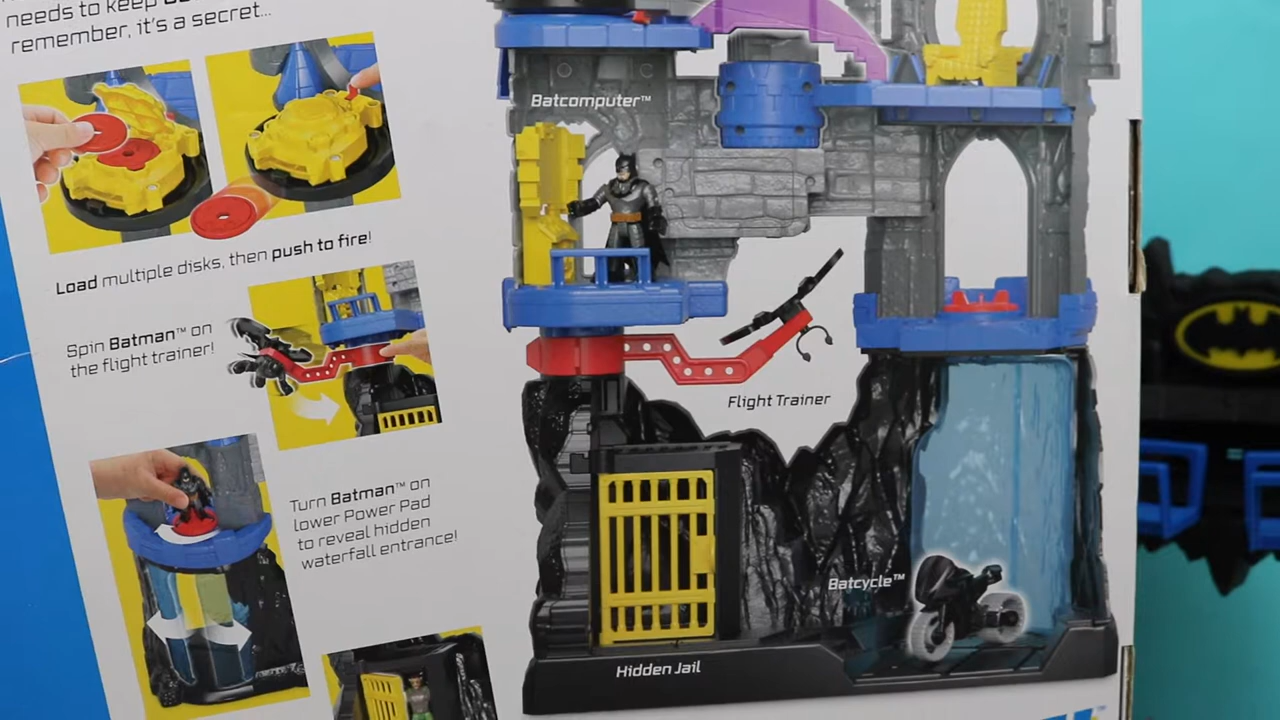 needs to keep
remember, it's a secret...
Load multiple disks, then push to fire!
Spin Batman™ on
the flight trainer!
Turn Batman™ on
lower Power Pad
to reveal hidden
waterfall entrance!
Batcomputer™
Flight Trainer
Batcycle™
Hidden Jail